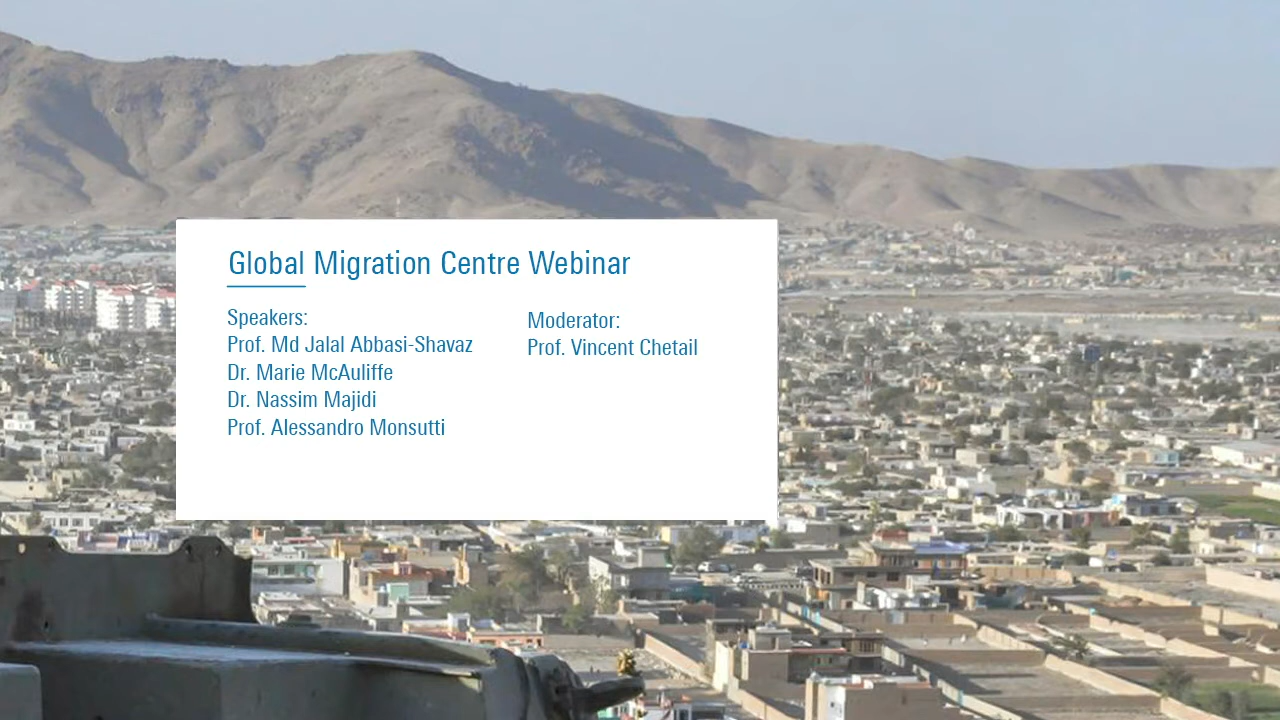 Global Migration Centre Webinar
Speakers:
Prof. Md Jalal Abbasi-Shavaz
Dr. Marie McAuliffe
Dr. Nassim Majidi
Prof. Alessandro Monsutti
Moderator:
Prof. Vincent Chetail